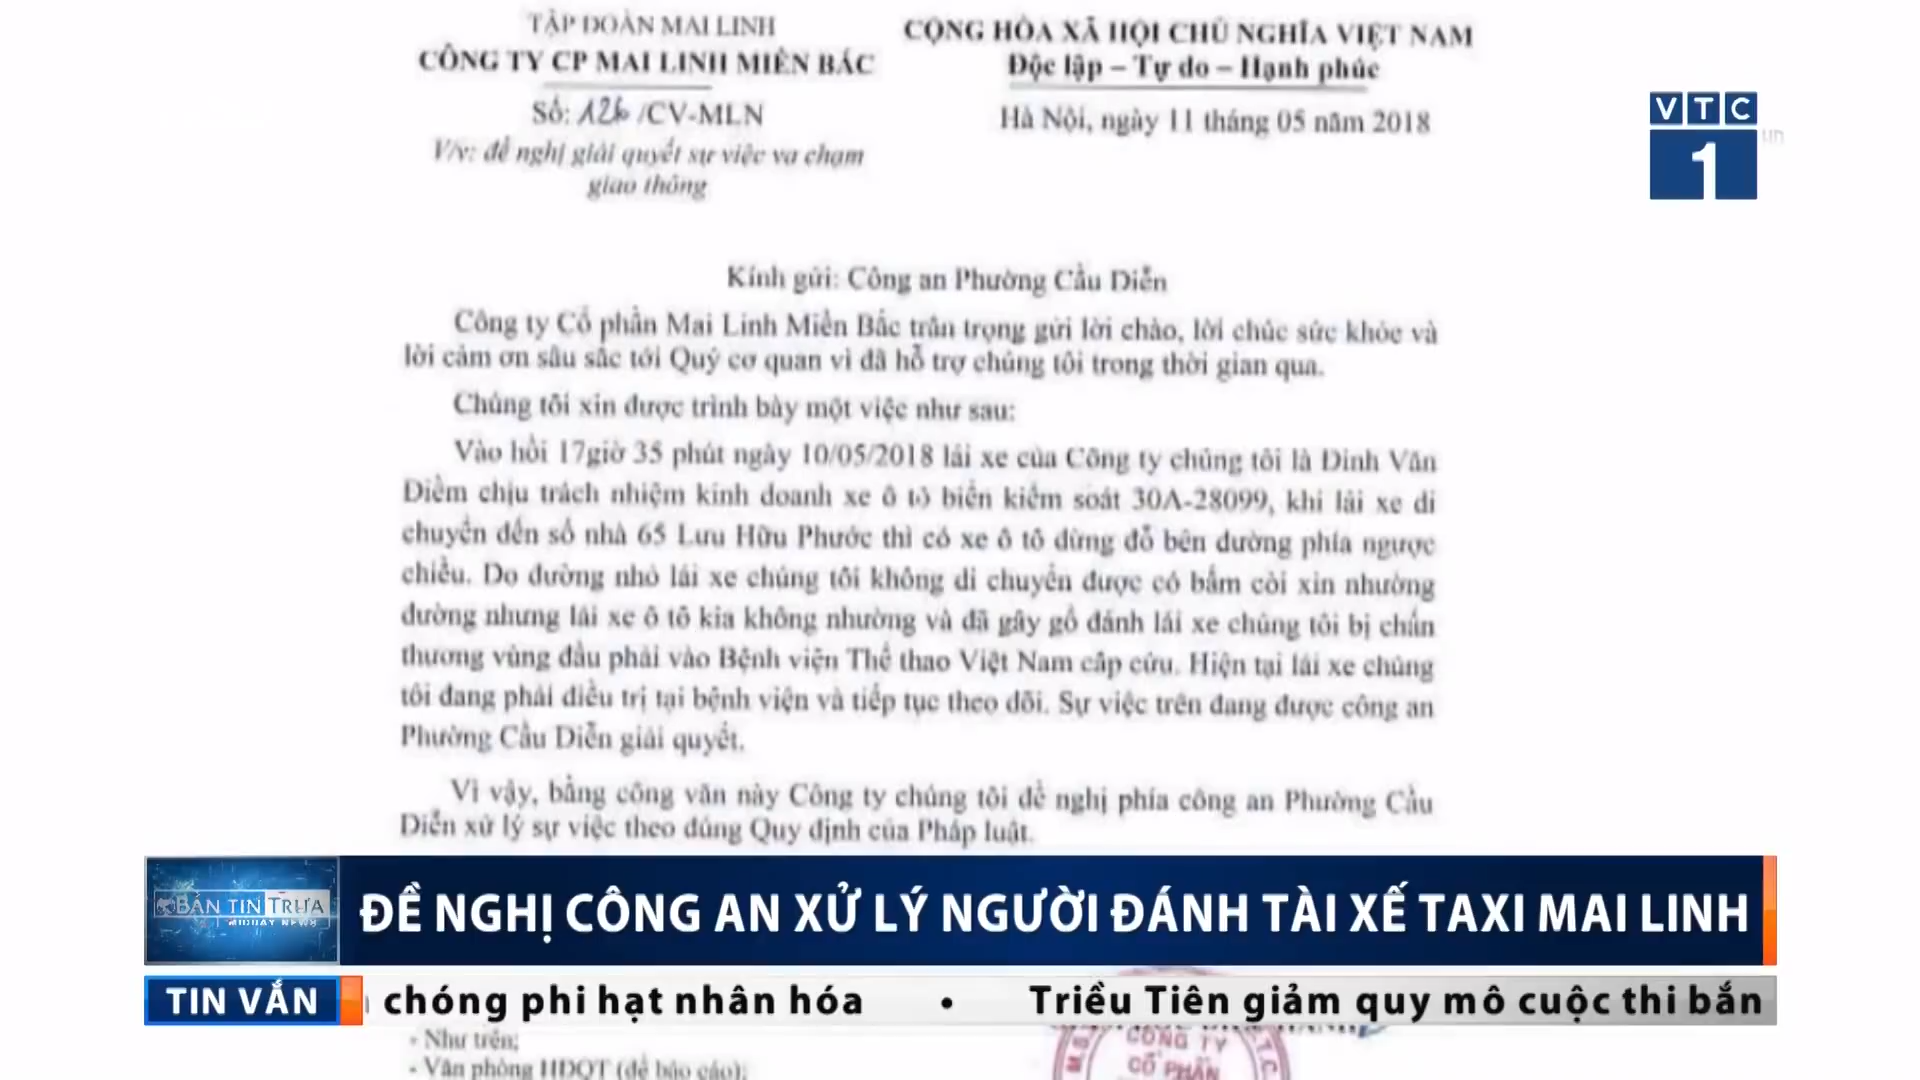 TẬP ĐOÀN MAI LINH
CÔNG TY CP MAI LINH MIỀN BẮC
Số: 126 /CV-MLN
V/v: đề nghị giải quyết sự việc va chạm
giao thông
CỘNG HÒA XÃ HỘI CHỦ NGHĨA VIỆT NAM
Độc lập – Tự do – Hạnh phúc
Hà Nội, ngày 11 tháng 05 năm 2018
VTC
1
Kính gửi: Công an Phường Cầu Diễn
Công ty Cổ phần Mai Linh Miền Bắc trân trọng gửi lời chào, lời chúc sức khỏe và
lời cảm ơn sâu sắc tới Quý cơ quan vì đã hỗ trợ chúng tôi trong thời gian qua.
Chúng tôi xin được trình bày một việc như sau:
Vào hồi 17giờ 35 phút ngày 10/05/2018 lái xe của Công ty chúng tôi là Đinh Văn
Điềm chịu trách nhiệm kinh doanh xe ô tô biển kiểm soát 30A-28099, khi lái xe di
chuyển đến số nhà 65 Lưu Hữu Phước thì có xe ô tô dừng đỗ bên đường phía ngược
chiều. Do đường nhỏ lái xe chúng tôi không di chuyển được có bấm còi xin nhường
đường nhưng lái xe ô tô kia không nhường và đã gây gổ đánh lái xe chúng tôi bị chấn
thương vùng đầu phải vào Bệnh viện Thể thao Việt Nam cấp cứu. Hiện tại lái xe chúng
tôi đang phải điều trị tại bệnh viện và tiếp tục theo dõi. Sự việc trên đang được công an
Phường Cầu Diễn giải quyết.
Vì vậy, bằng công văn này Công ty chúng tôi đề nghị phía công an Phường Cầu
Diễn xử lý sự việc theo đúng Quy định của Pháp luật.
BẢN TIN TRƯA
MIDDAY NEWS
ĐỀ NGHỊ CÔNG AN XỬ LÝ NGƯỜI ĐÁNH TÀI XẾ TAXI MAI LINH
TIN VẮN
chóng phi hạt nhân hóa • Triều Tiên giảm quy mô cuộc thi bắn
- Như trên;
- Văn phòng HĐQT (để báo cáo);
CÔNG TY
CỔ PHẦN